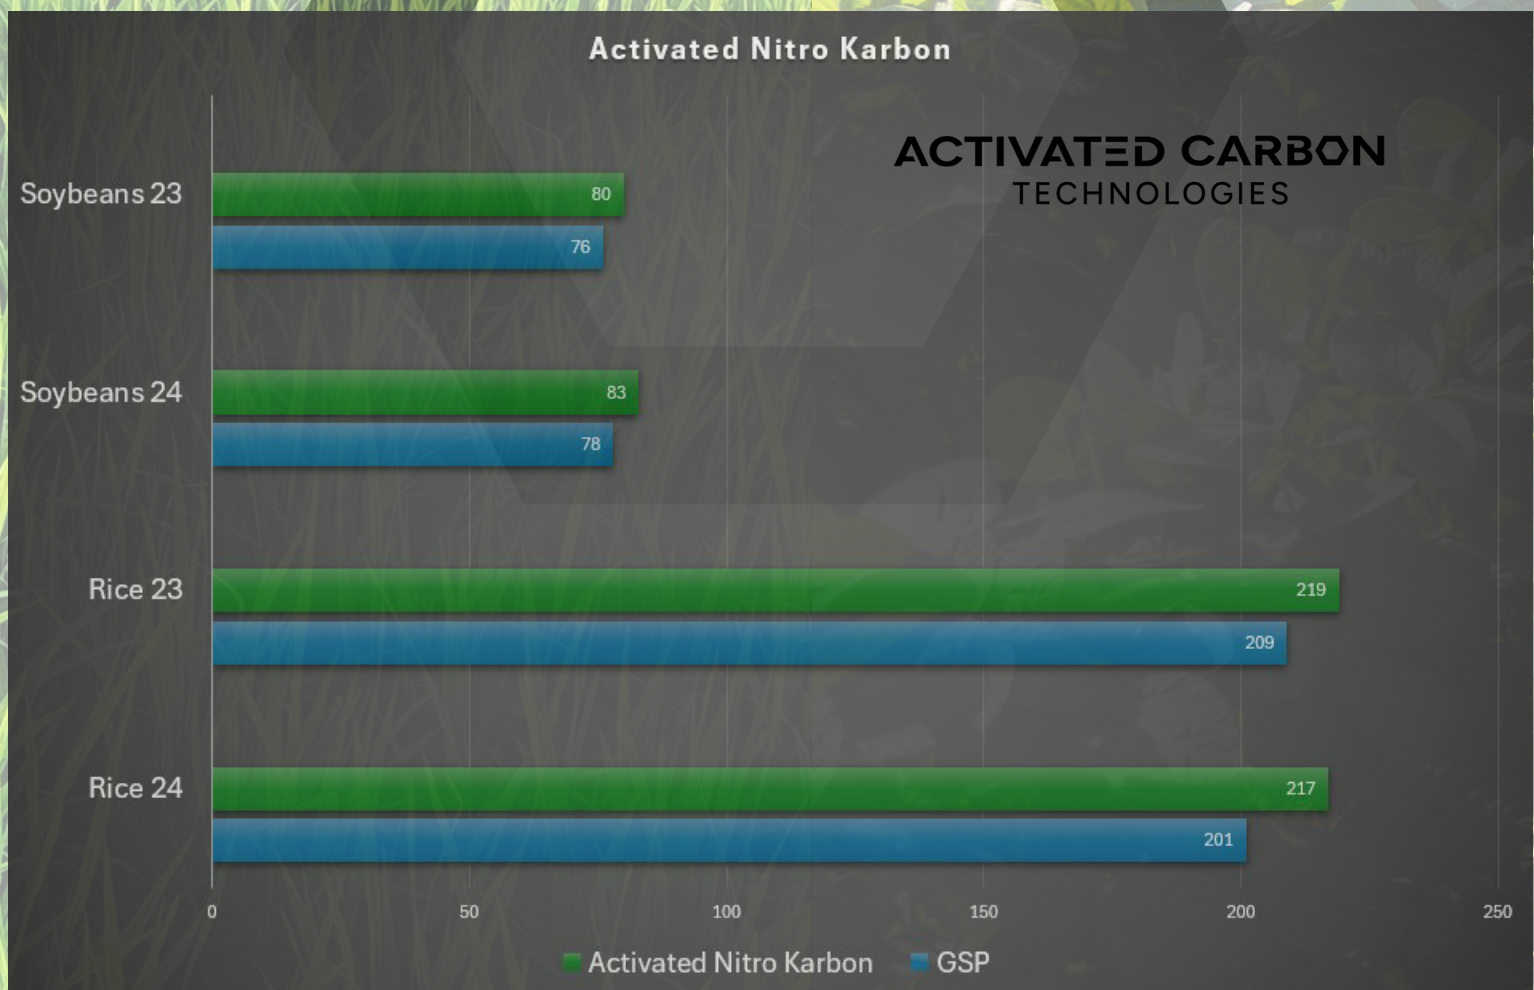 Activated Nitro Karbon
ACTIVATED CARBON
TECHNOLOGIES
Soybeans 23
80
76
Soybeans 24
83
78
Rice 23
219
209
Rice 24
217
201
0 50 100 150 200 250
Activated Nitro Karbon GSP